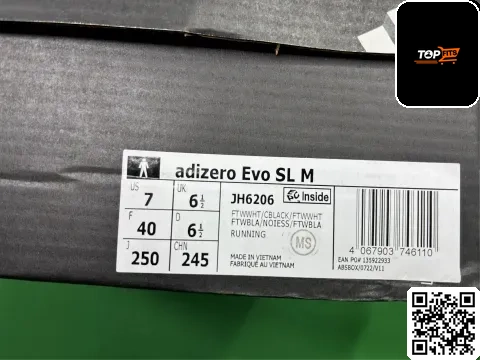 TOP FITS
adizero Evo SL M
US 7 UK 6½
F 40 D 6½
J 250 CHN 245
JH6206 Inside
FTWWHT/CBLACK/FTWWHT
FTWBLA/NOIESS/FTWBLA
RUNNING
MS
MADE IN VIETNAM
FABRIQUÉ AU VIETNAM
4 067903 746110
EAN PO# 131922933
ABSBOX/0722/V11